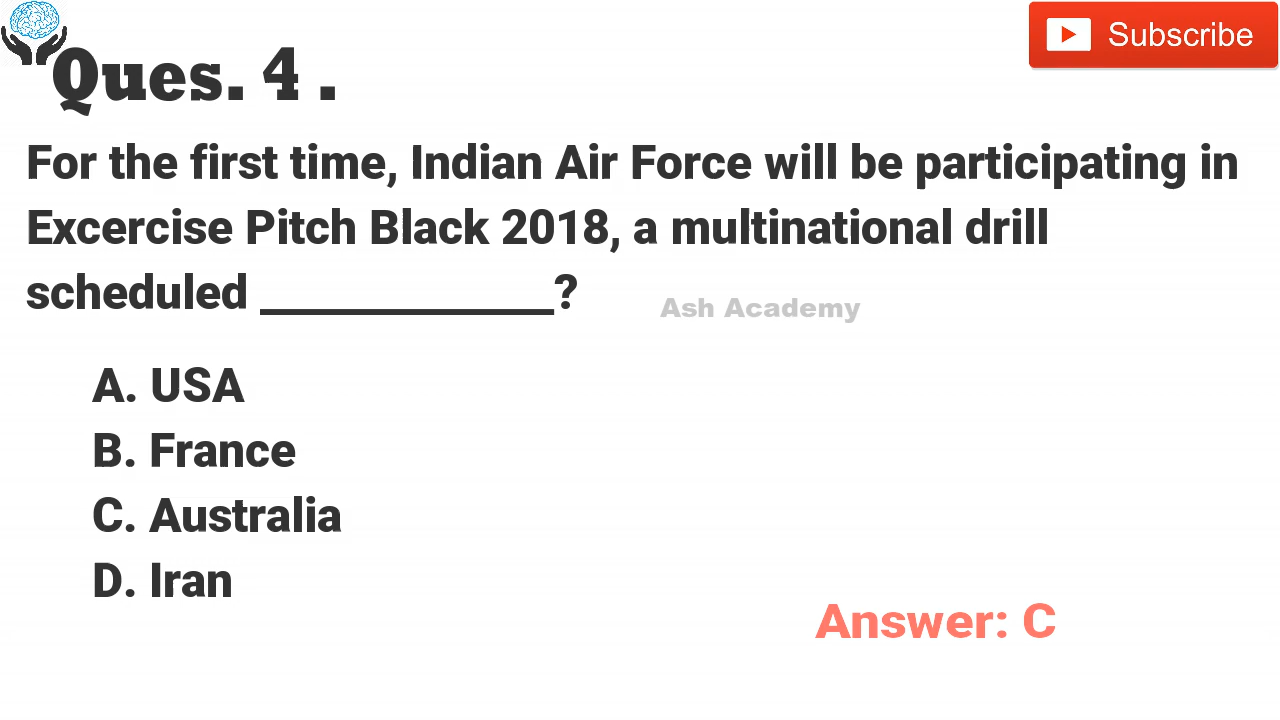 Subscribe
Ques. 4 .
For the first time, Indian Air Force will be participating in
Excercise Pitch Black 2018, a multinational drill
scheduled ____________?
Ash Academy
A. USA
B. France
C. Australia
D. Iran
Answer: C